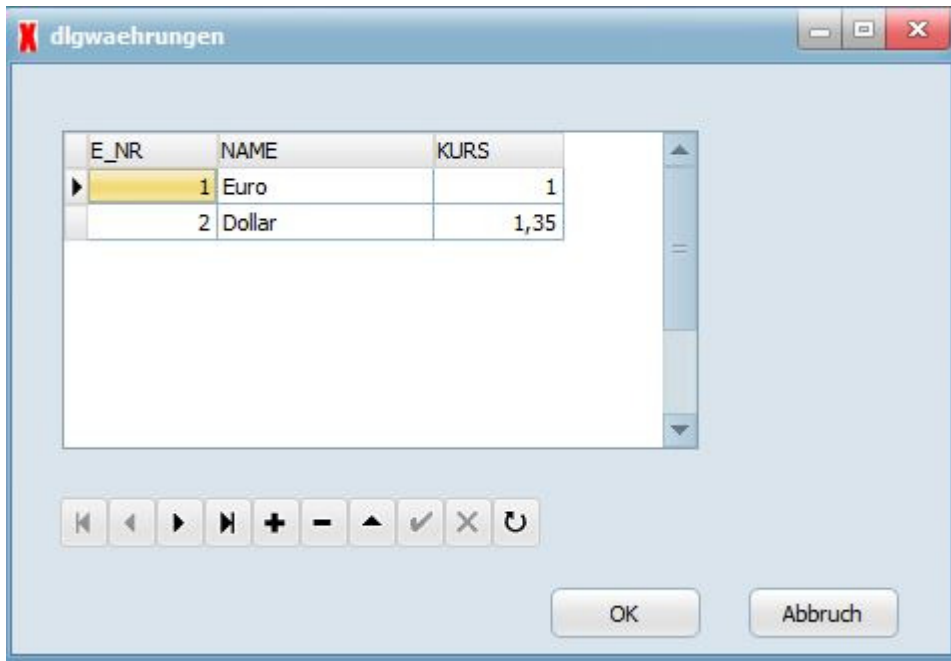 dlgwaehrungen
E_NR NAME KURS
1 Euro 1
2 Dollar 1,35
OK Abbruch